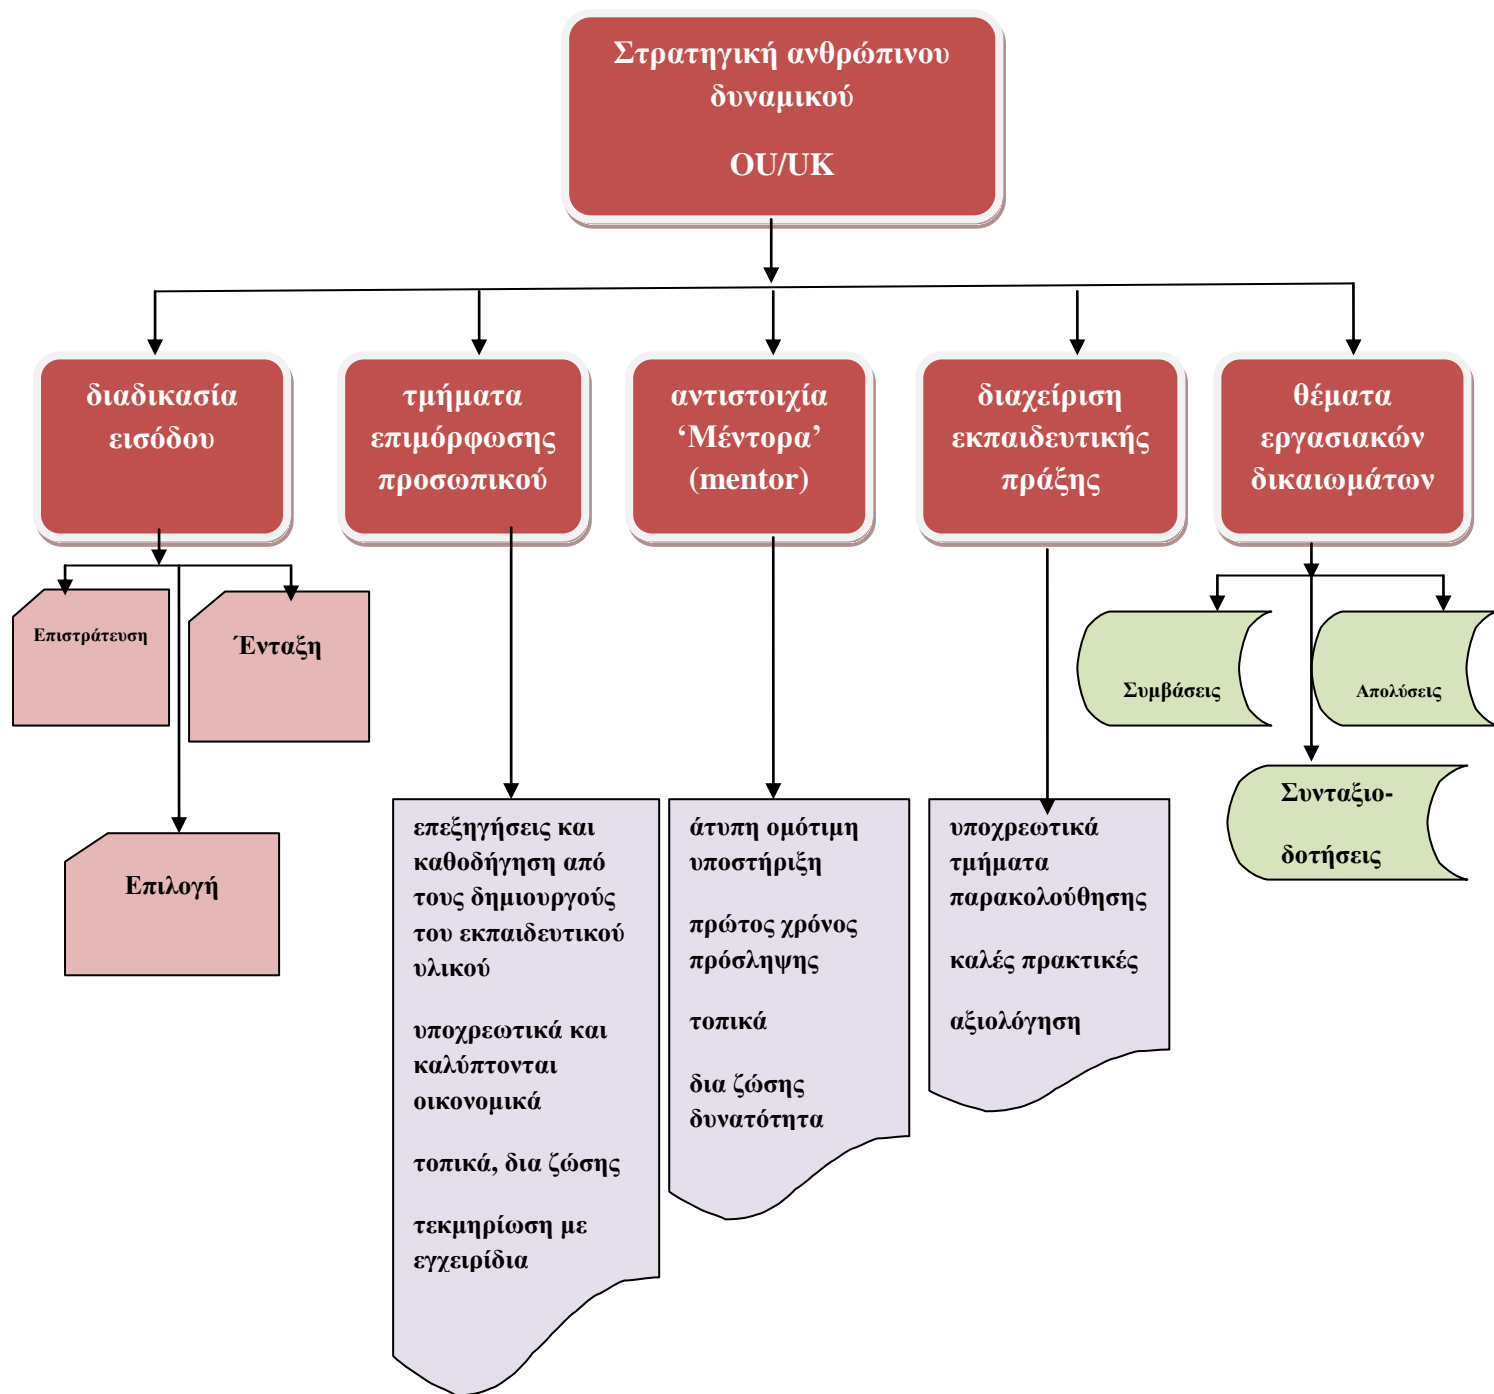 Στρατηγική ανθρώπινου
δυναμικού
OU/UK
διαδικασία
εισόδου
τμήματα
επιμόρφωσης
προσωπικού
αντιστοιχία
‘Μέντορα’
(mentor)
διαχείριση
εκπαιδευτικής
πράξης
θέματα
εργασιακών
δικαιωμάτων
Επιστράτευση
Ένταξη
Επιλογή
επεξηγήσεις και
καθοδήγηση από
τους δημιουργούς
του εκπαιδευτικού
υλικού
υποχρεωτικά και
καλύπτονται
οικονομικά
τοπικά, δια ζώσης
τεκμηρίωση με
εγχειρίδια
άτυπη ομότιμη
υποστήριξη
πρώτος χρόνος
πρόσληψης
τοπικά
δια ζώσης
δυνατότητα
υποχρεωτικά
τμήματα
παρακολούθησης
καλές πρακτικές
αξιολόγηση
Συμβάσεις
Απολύσεις
Συνταξιο-
δοτήσεις